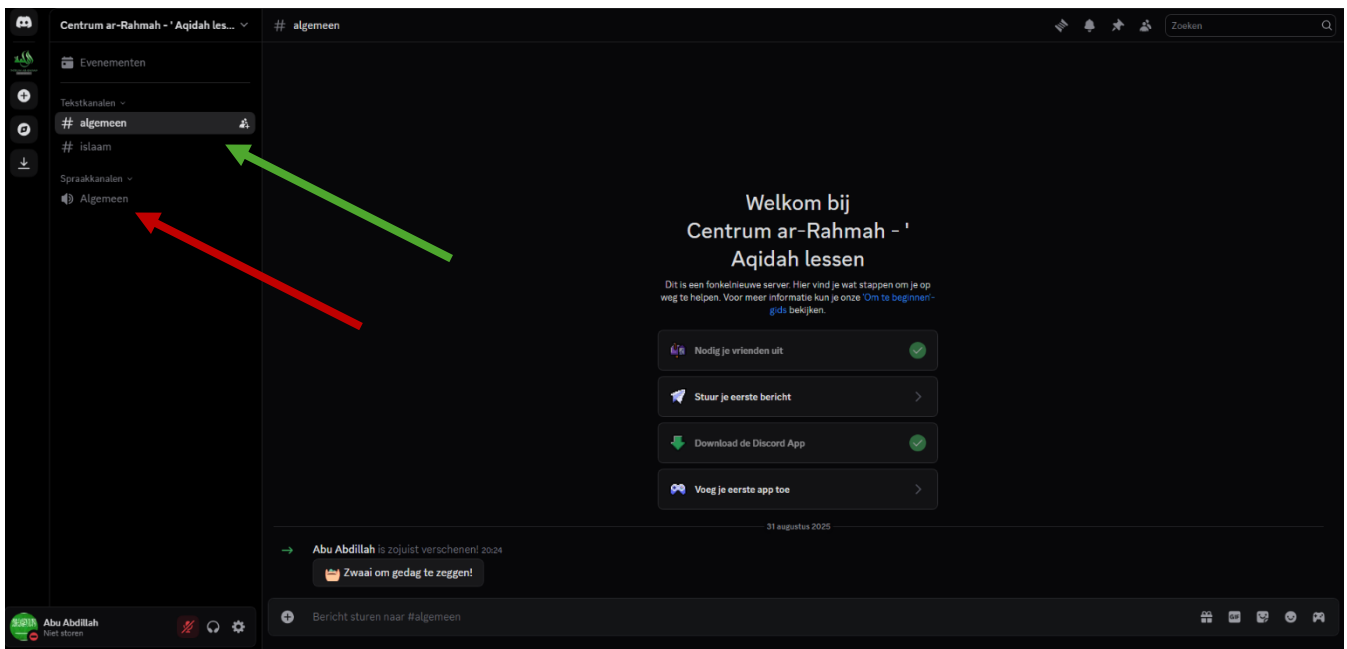 Centrum ar-Rahmah - ' Aqidah les...
# algemeen
Zoeken
Evenementen
Tekstkanalen
# algemeen
# islaam
Spraakkanalen
Algemeen
Welkom bij
Centrum ar-Rahmah - '
Aqidah lessen
Dit is een fonkelnieuwe server. Hier vind je wat stappen om je op
weg te helpen. Voor meer informatie kun je onze 'Om te beginnen'-
gids bekijken.
Nodig je vrienden uit
Stuur je eerste bericht
Download de Discord App
Voeg je eerste app toe
31 augustus 2025
Abu Abdillah is zojuist verschenen! 20:24
Zwaai om gedag te zeggen!
Bericht sturen naar #algemeen
GIF
Abu Abdillah
Niet storen